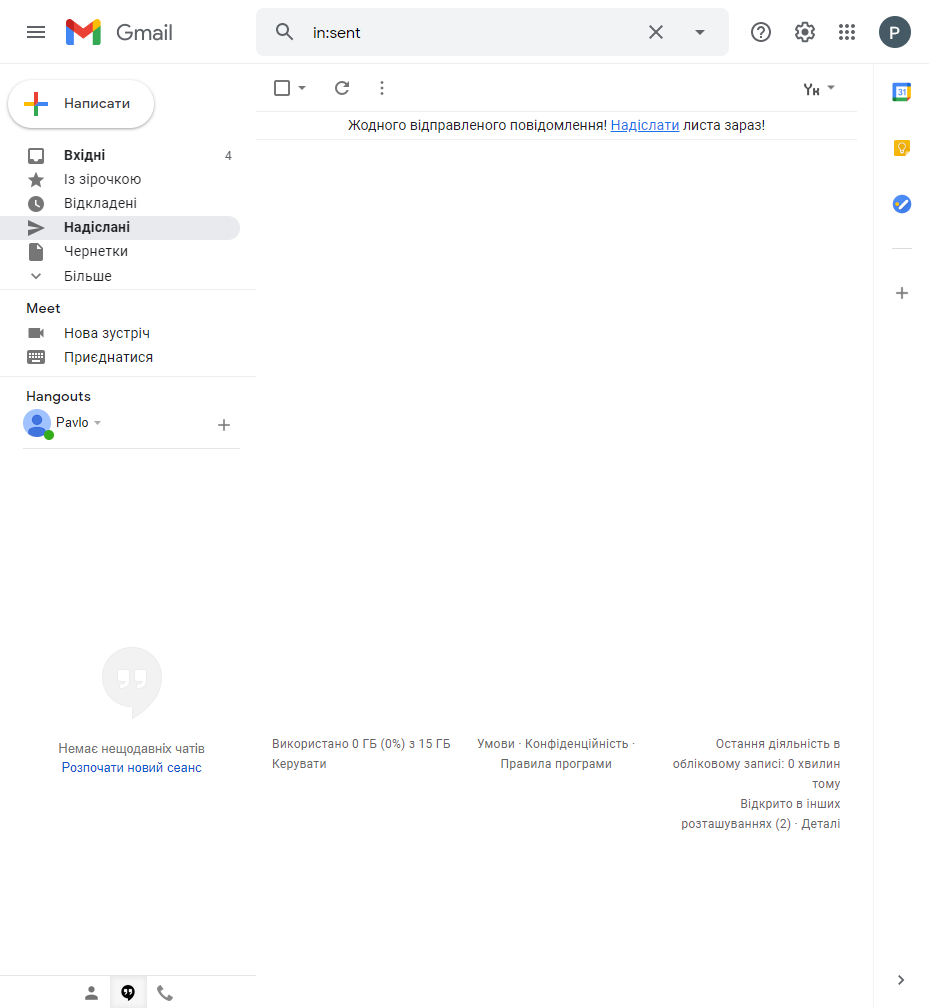 Gmail
in:sent
P
Написати
Вхідні 4
Із зірочкою
Відкладені
Надіслані
Чернетки
Більше
Meet
Нова зустріч
Приєднатися
Hangouts
Pavlo
Немає нещодавніх чатів
Розпочати новий сеанс
Ук
Жодного відправленого повідомлення! Надіслати листа зараз!
Використано 0 ГБ (0%) з 15 ГБ
Керувати
Умови · Конфіденційність ·
Правила програми
Остання діяльність в
обліковому записі: 0 хвилин
тому
Відкрито в інших
розташуваннях (2) · Деталі
31